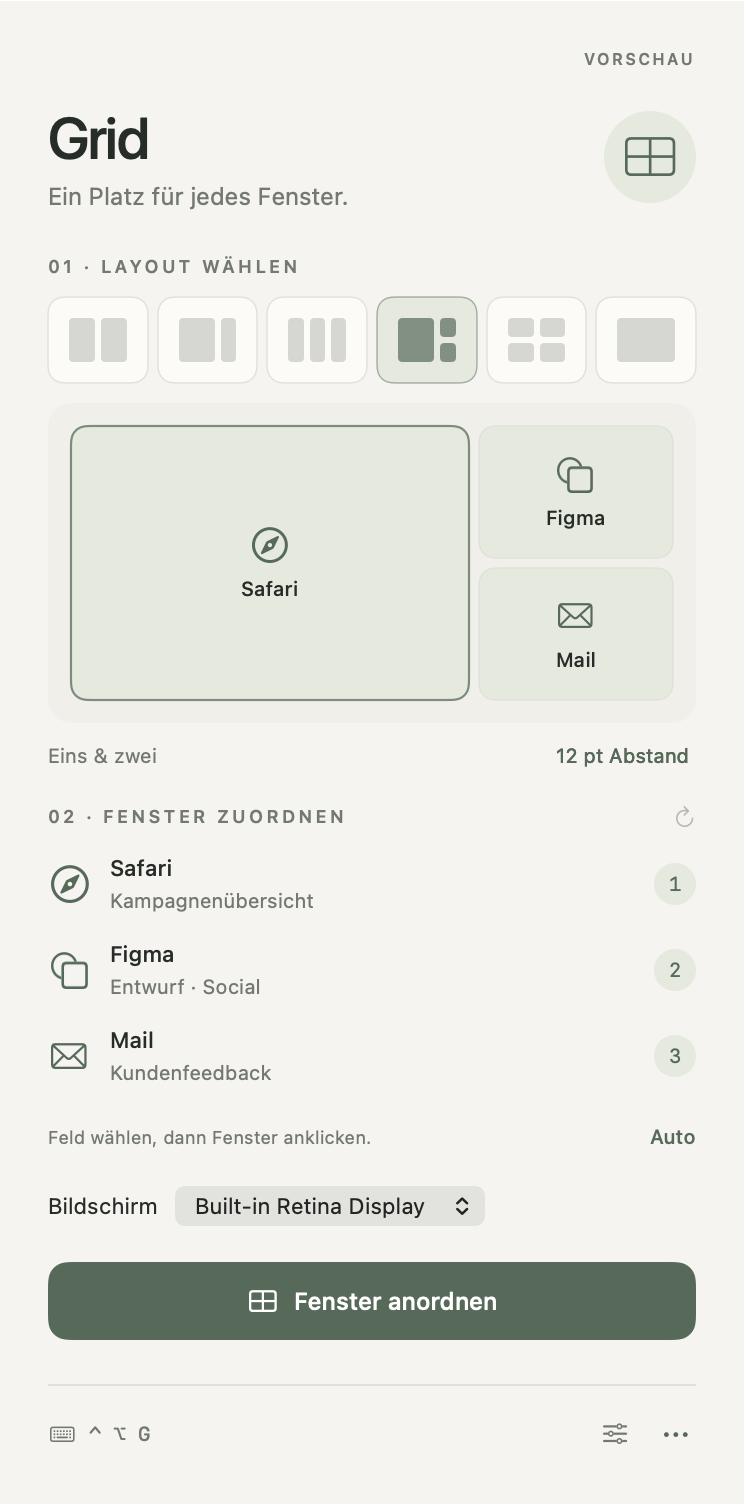 VORSCHAU
Grid
Ein Platz für jedes Fenster.
01 · LAYOUT WÄHLEN
Safari
Figma
Mail
Eins & zwei
12 pt Abstand
02 · FENSTER ZUORDNEN
Safari
Kampagnenübersicht
1
Figma
Entwurf · Social
2
Mail
Kundenfeedback
3
Feld wählen, dann Fenster anklicken.
Auto
Bildschirm
Built-in Retina Display
Fenster anordnen
^ ⌥ G